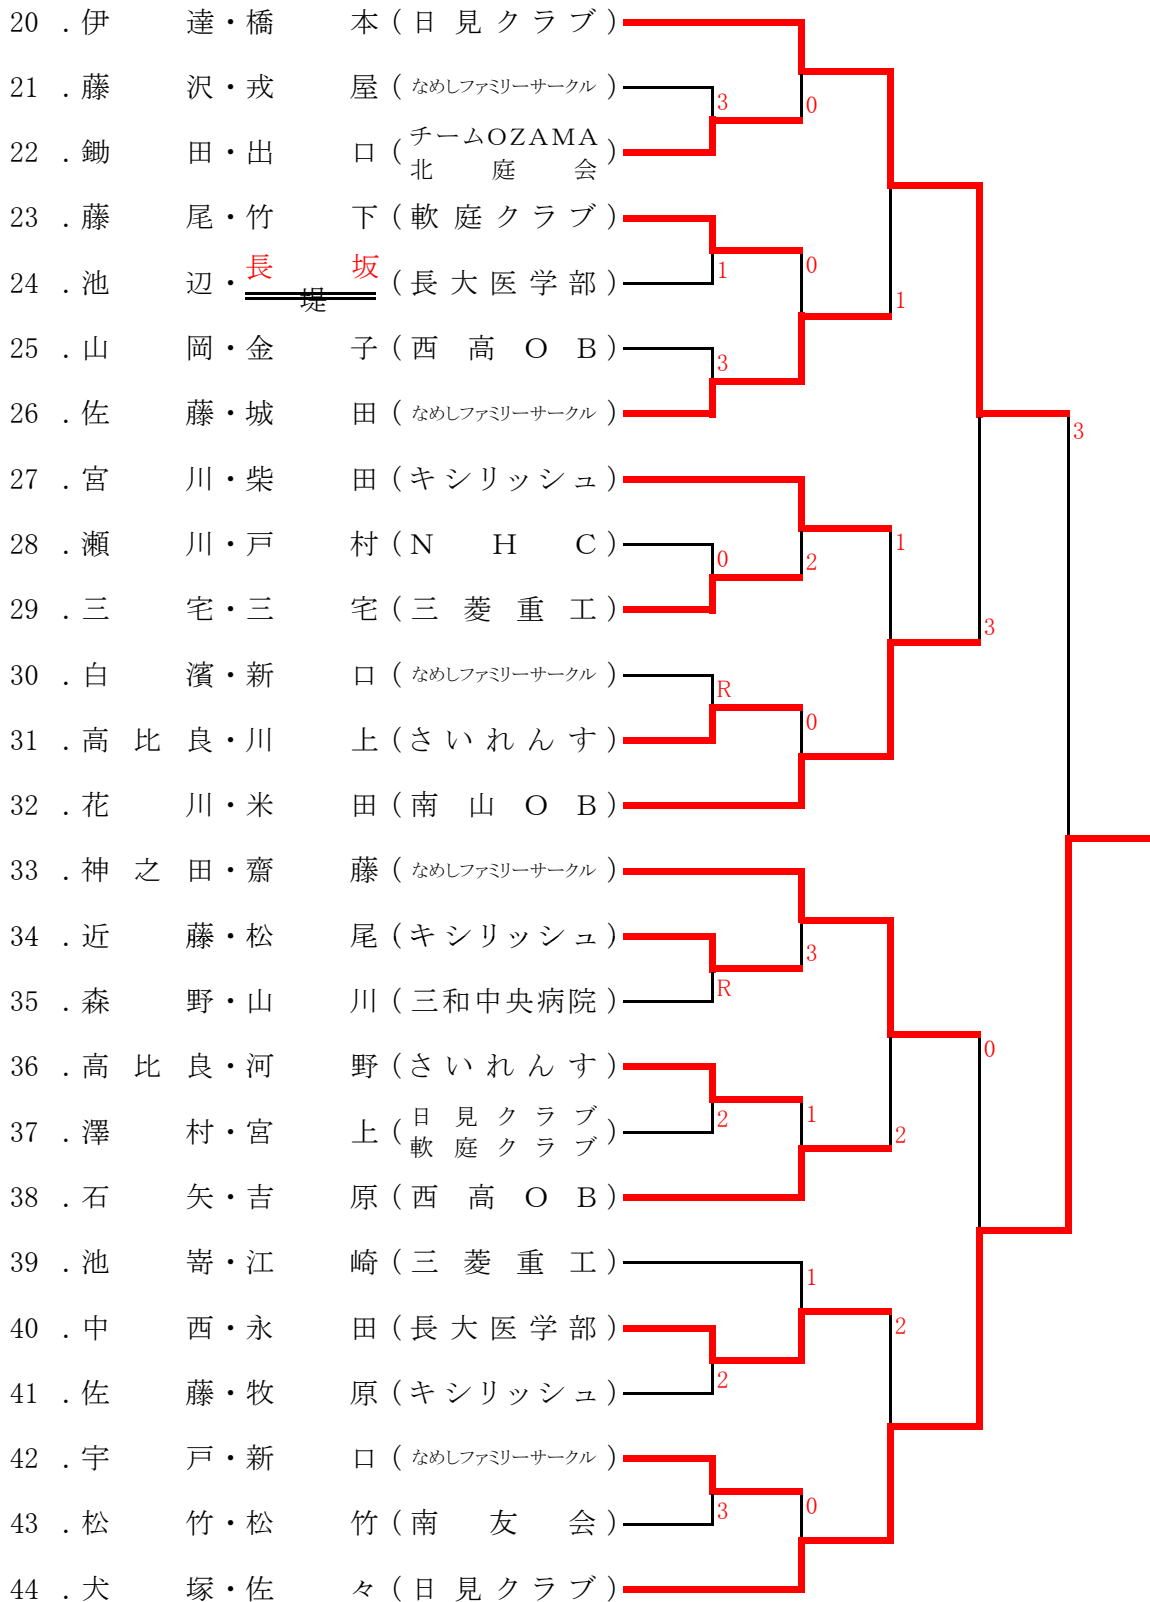 20 . 伊達・橋本 (日見クラブ)
21 . 藤沢・戎屋 (なめしファミリーサークル)
3
0
22 . 鋤田・出口 (チームOZAMA
北庭会)
23 . 藤尾・竹下 (軟庭クラブ)
長坂
1
0
24 . 池辺・堤 (長大医学部)
1
25 . 山岡・金子 (西高OB)
3
26 . 佐藤・城田 (なめしファミリーサークル)
3
27 . 宮川・柴田 (キシリッシュ)
28 . 瀬川・戸村 (NHC)
0
2
1
29 . 三宅・三宅 (三菱重工)
3
30 . 白濱・新口 (なめしファミリーサークル)
R
0
31 . 高比良・川上 (さいれんす)
32 . 花川・米田 (南山OB)
33 . 神之田・齋藤 (なめしファミリーサークル)
34 . 近藤・松尾 (キシリッシュ)
3
R
35 . 森野・山川 (三和中央病院)
0
36 . 高比良・河野 (さいれんす)
2
1
2
37 . 澤村・宮上 (日見クラブ
軟庭クラブ)
38 . 石矢・吉原 (西高OB)
39 . 池嵜・江崎 (三菱重工)
1
40 . 中西・永田 (長大医学部)
2
2
41 . 佐藤・牧原 (キシリッシュ)
42 . 宇戸・新口 (なめしファミリーサークル)
3
0
43 . 松竹・松竹 (南友会)
44 . 犬塚・佐々 (日見クラブ)